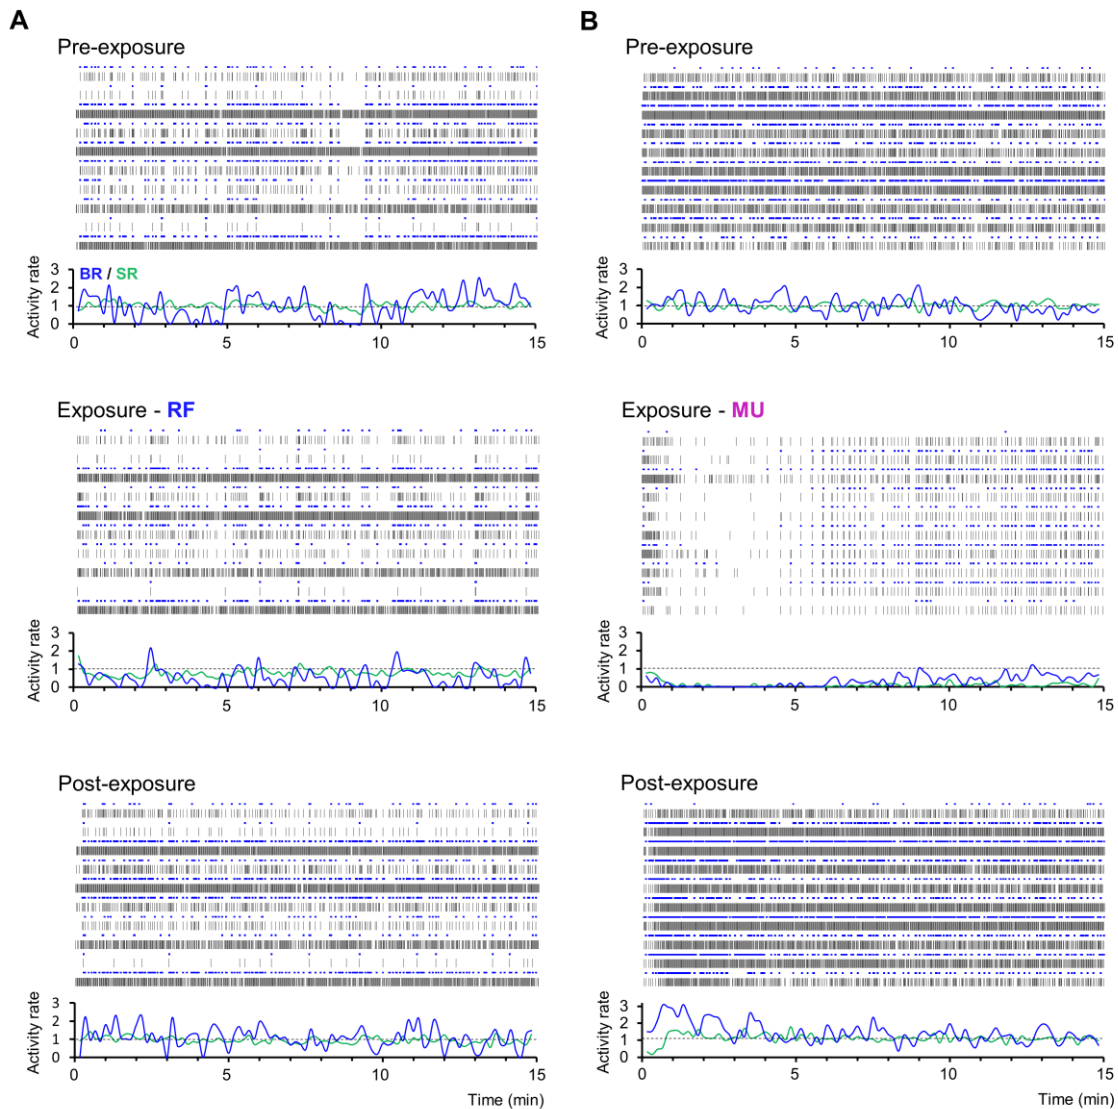 A
Pre-exposure
BR / SR
Activity rate
3
2
1
0
0 5 10 15
Exposure - RF
Activity rate
3
2
1
0
0 5 10 15
Post-exposure
Activity rate
3
2
1
0
0 5 10 15
Time (min)
B
Pre-exposure
Activity rate
3
2
1
0
0 5 10 15
Exposure - MU
Activity rate
3
2
1
0
0 5 10 15
Post-exposure
Activity rate
3
2
1
0
0 5 10 15
Time (min)